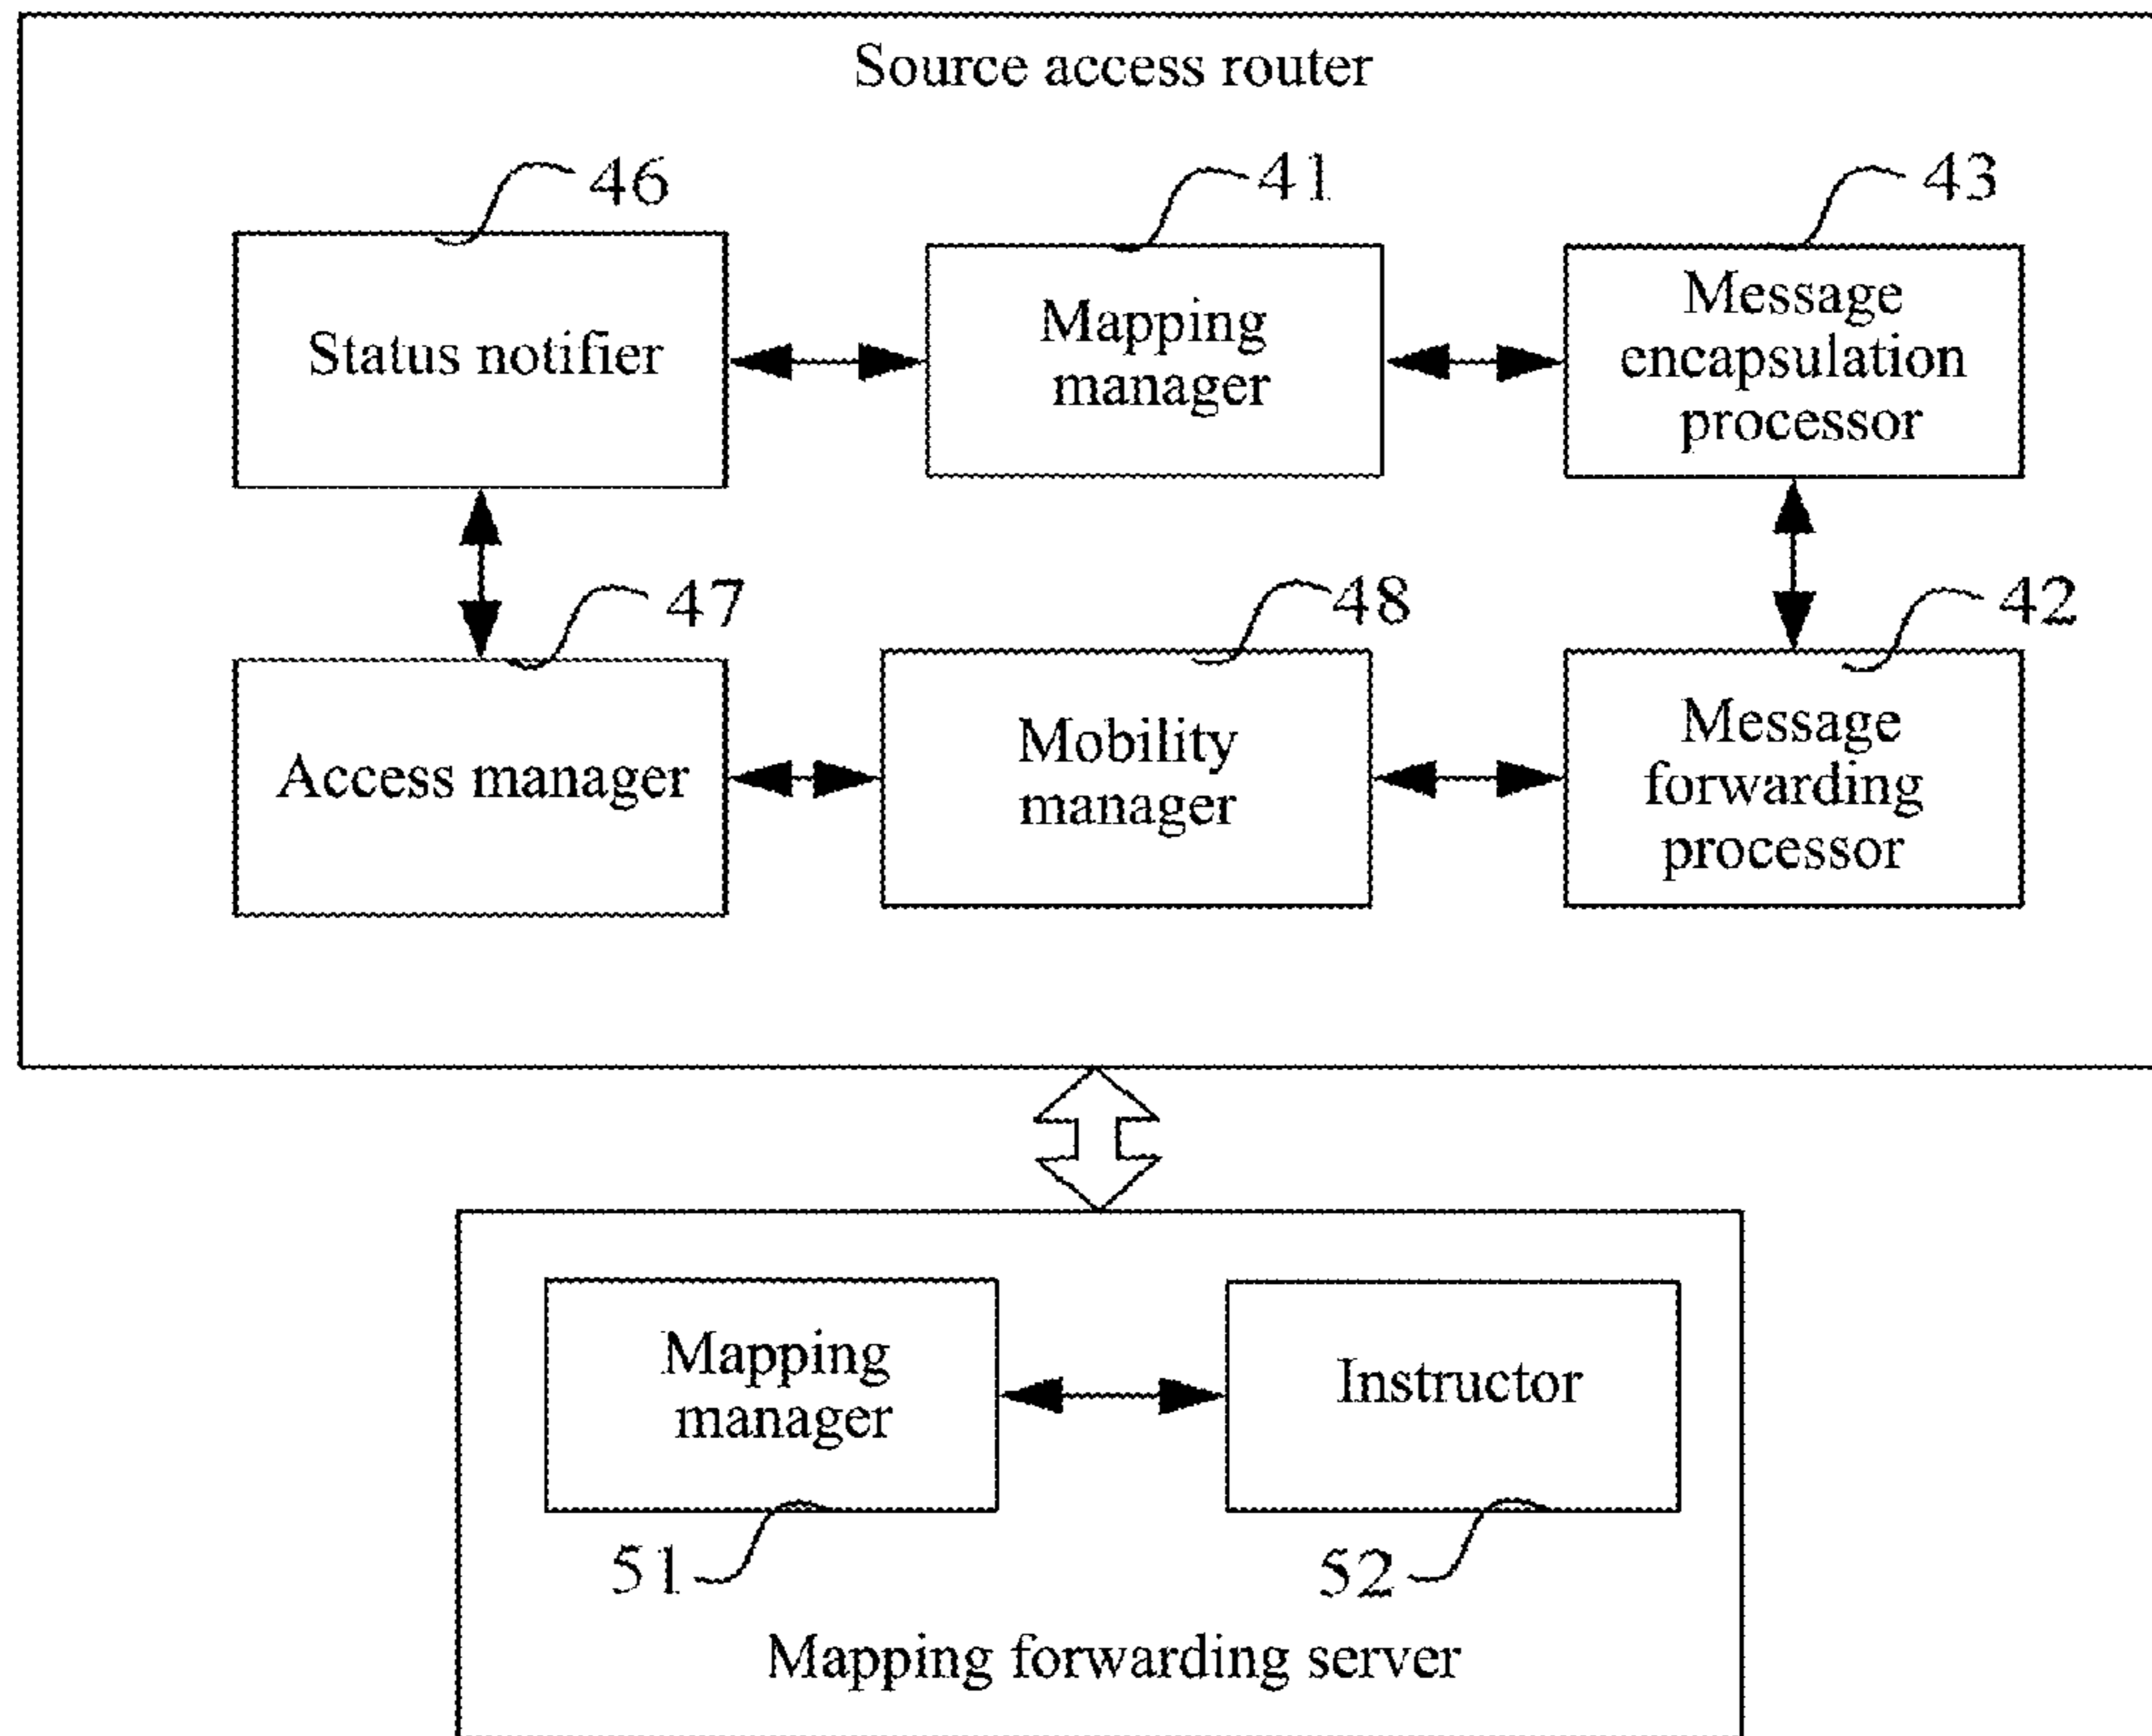 Source access router
46
41
43
Status notifier
Mapping
manager
Message
encapsulation
processor
47
48
42
Access manager
Mobility
manager
Message
forwarding
processor
Mapping
manager
Instructor
51
52
Mapping forwarding server